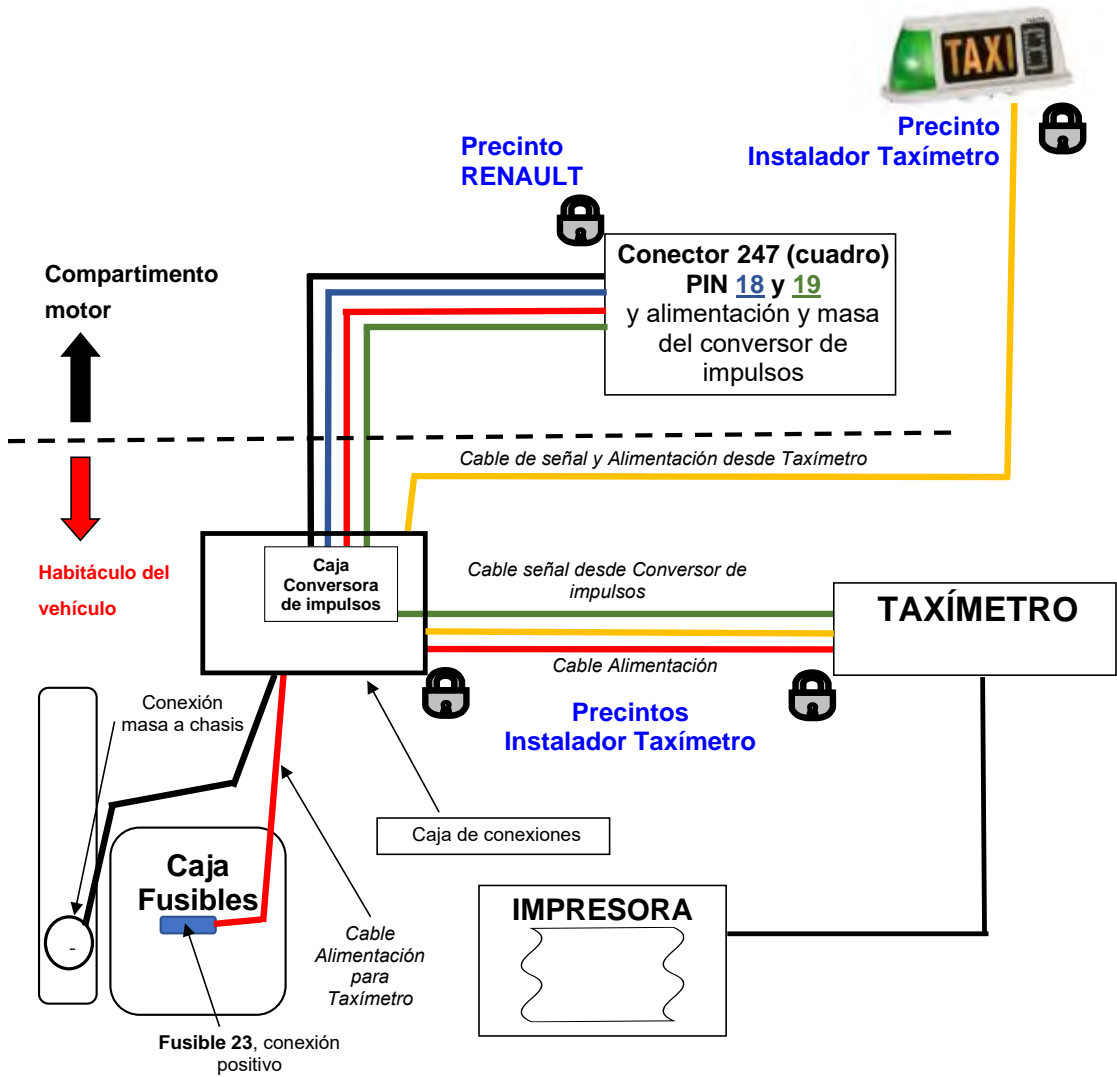 TAXI
Precinto
Instalador Taxímetro
Precinto
RENAULT
Conector 247 (cuadro)
PIN 18 y 19
y alimentación y masa
del conversor de
impulsos
Compartimento
motor
Cable de señal y Alimentación desde Taxímetro
Habitáculo del
vehículo
Caja
Conversora
de impulsos
Cable señal desde Conversor de
impulsos
TAXÍMETRO
Cable Alimentación
Conexión
masa a chasis
Precintos
Instalador Taxímetro
Caja de conexiones
Caja
Fusibles
-
Cable
Alimentación
para
Taxímetro
IMPRESORA
Fusible 23, conexión
positivo